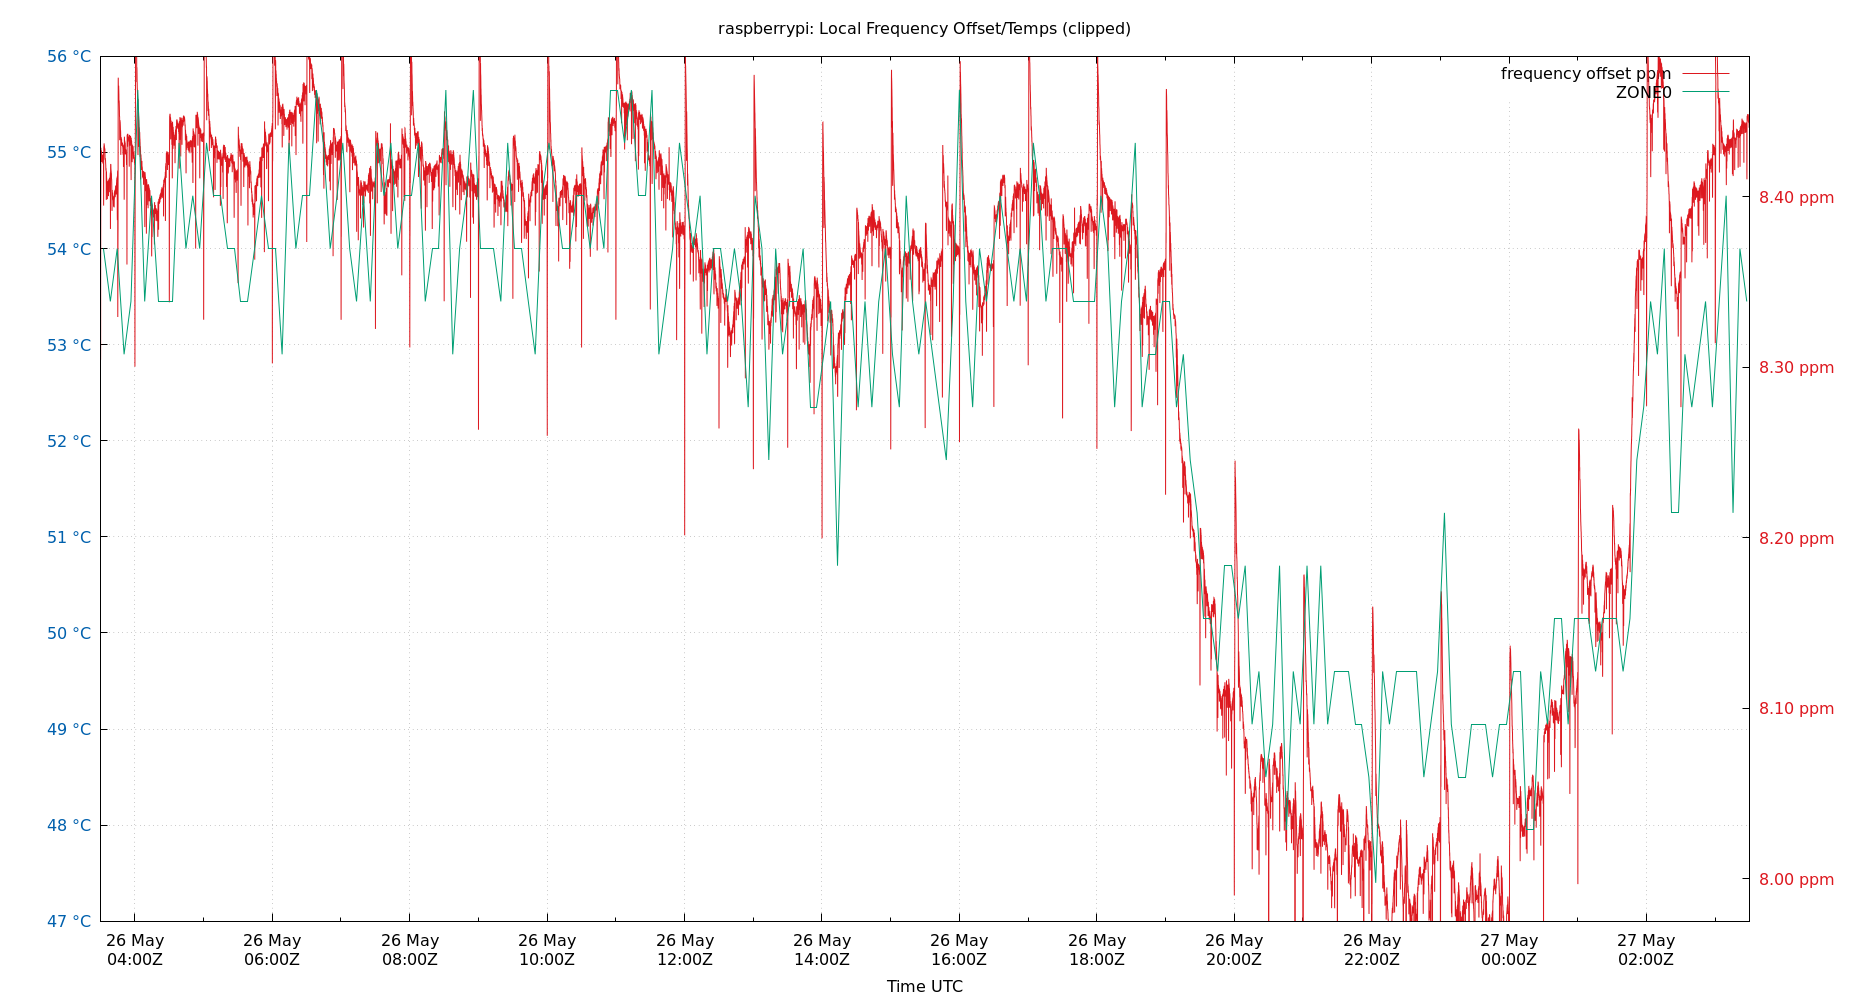 raspberrypi: Local Frequency Offset/Temps (clipped)
56 °C
55 °C
54 °C
53 °C
52 °C
51 °C
50 °C
49 °C
48 °C
47 °C
frequency offset ppm
ZONE0
8.40 ppm
8.30 ppm
8.20 ppm
8.10 ppm
8.00 ppm
26 May
04:00Z
26 May
06:00Z
26 May
08:00Z
26 May
10:00Z
26 May
12:00Z
26 May
14:00Z
26 May
16:00Z
26 May
18:00Z
26 May
20:00Z
26 May
22:00Z
27 May
00:00Z
27 May
02:00Z
Time UTC